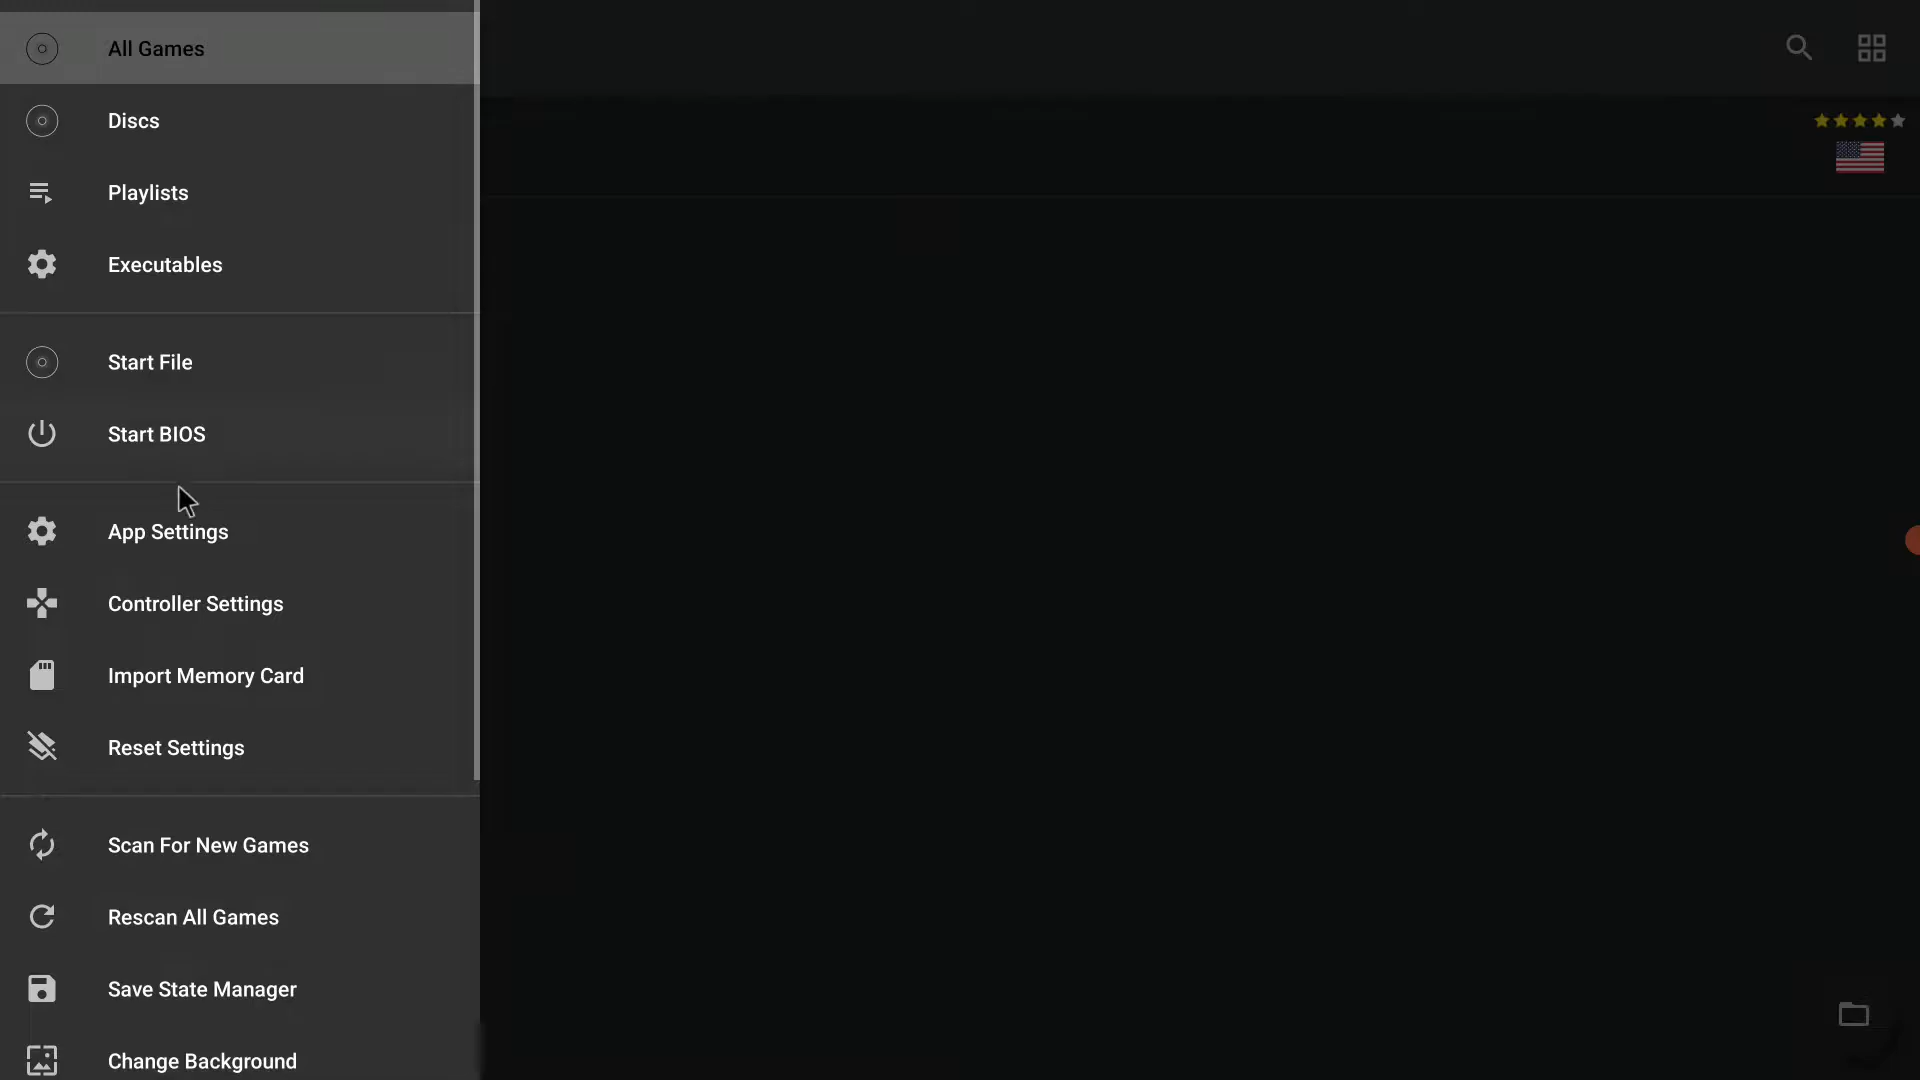 All Games
Discs
Playlists
Executables
Start File
Start BIOS
App Settings
Controller Settings
Import Memory Card
Reset Settings
Scan For New Games
Rescan All Games
Save State Manager
Change Background